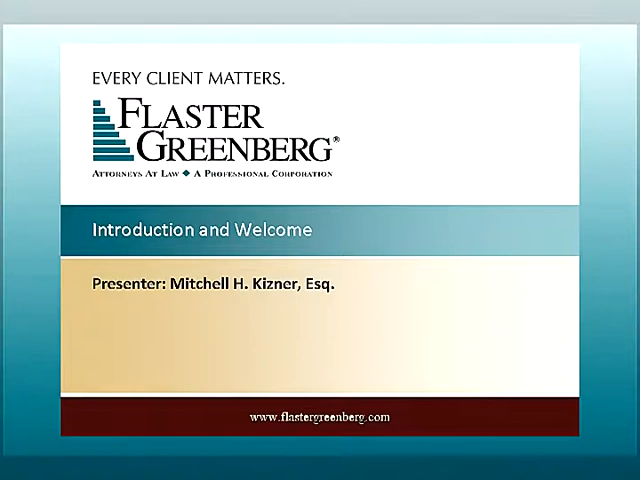 EVERY CLIENT MATTERS.
FLASTER
GREENBERG®
ATTORNEYS AT LAW ◆ A PROFESSIONAL CORPORATION
Introduction and Welcome
Presenter: Mitchell H. Kizner, Esq.
www.flastergreenberg.com